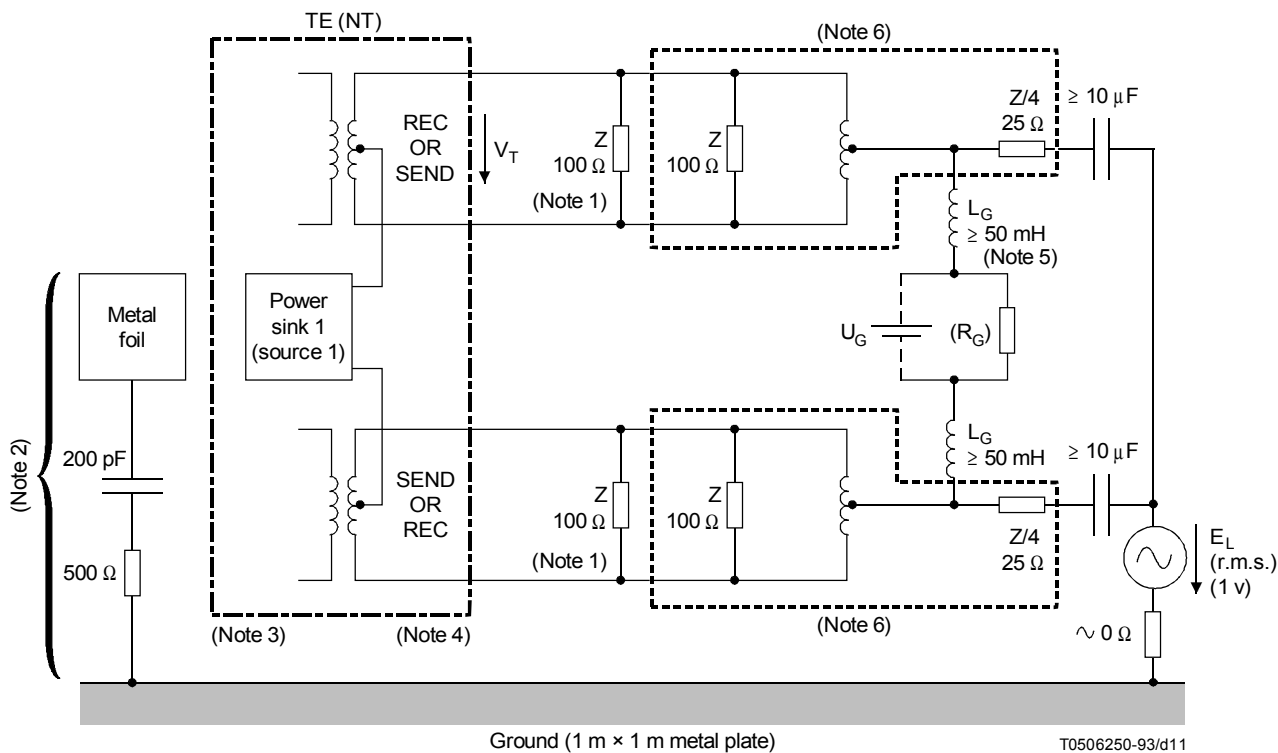 TE (NT)
(Note 6)
REC
OR
SEND
V_T
Z
100 Ω
(Note 1)
Z
100 Ω
Z/4
25 Ω
≥ 10 µF
L_G
≥ 50 mH
(Note 5)
Metal
foil
Power
sink 1
(source 1)
U_G
(R_G)
(Note 2)
200 pF
500 Ω
SEND
OR
REC
Z
100 Ω
(Note 1)
Z
100 Ω
L_G
≥ 50 mH
≥ 10 µF
Z/4
25 Ω
E_L
(r.m.s.)
(1 v)
∼ 0 Ω
(Note 3)
(Note 4)
(Note 6)
Ground (1 m × 1 m metal plate)
T0506250-93/d11